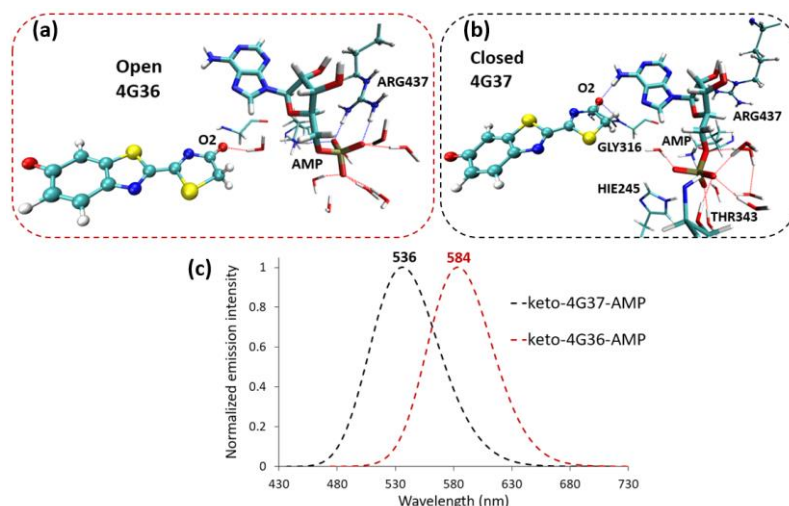 (a)
Open
4G36
O2
AMP
ARG437
(b)
Closed
4G37
O2
ARG437
GLY316
AMP
HIE245
THR343
(c)
536
584
keto-4G37-AMP
keto-4G36-AMP
Normalized emission intensity
1
0.8
0.6
0.4
0.2
0
430
480
530
580
630
680
730
Wavelength (nm)